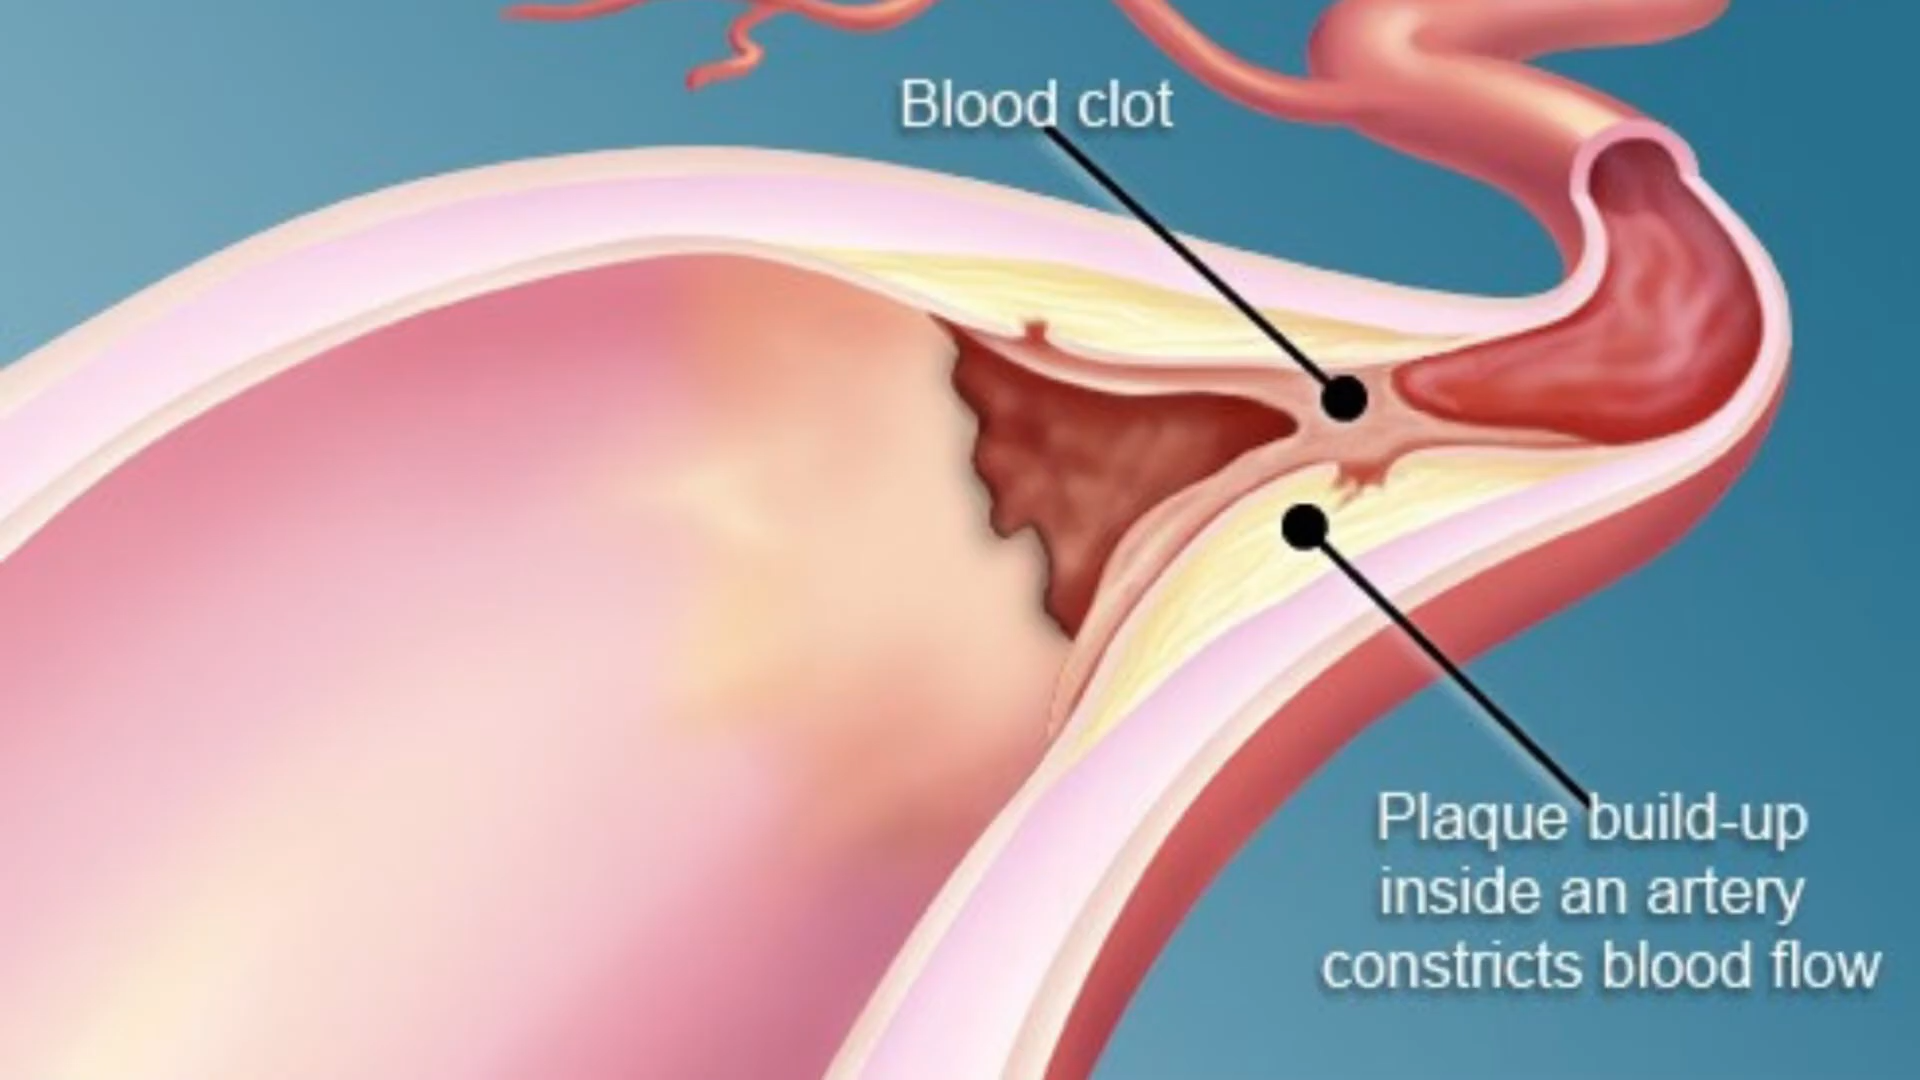 Blood clot
Plaque build-up
inside an artery
constricts blood flow